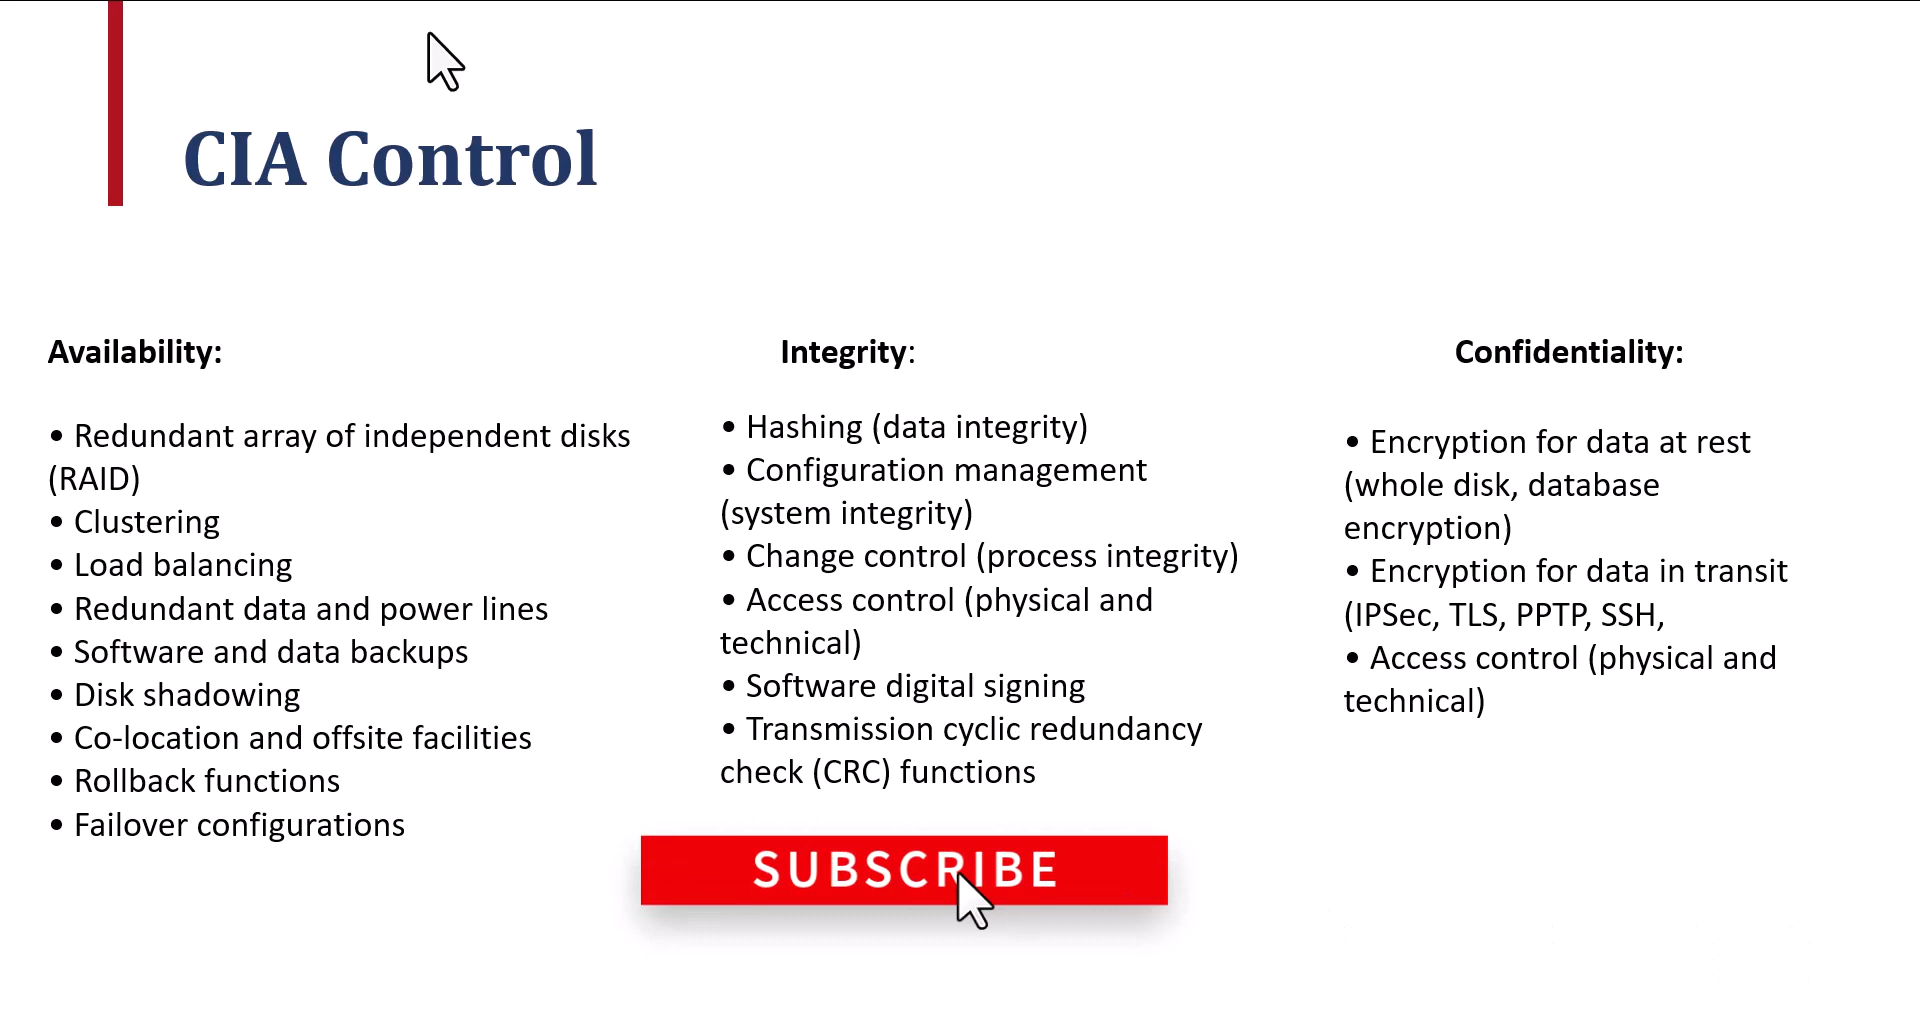 CIA Control
Availability:
• Redundant array of independent disks
(RAID)
• Clustering
• Load balancing
• Redundant data and power lines
• Software and data backups
• Disk shadowing
• Co-location and offsite facilities
• Rollback functions
• Failover configurations
Integrity:
• Hashing (data integrity)
• Configuration management
(system integrity)
• Change control (process integrity)
• Access control (physical and
technical)
• Software digital signing
• Transmission cyclic redundancy
check (CRC) functions
Confidentiality:
• Encryption for data at rest
(whole disk, database
encryption)
• Encryption for data in transit
(IPSec, TLS, PPTP, SSH,
• Access control (physical and
technical)
SUBSCRIBE